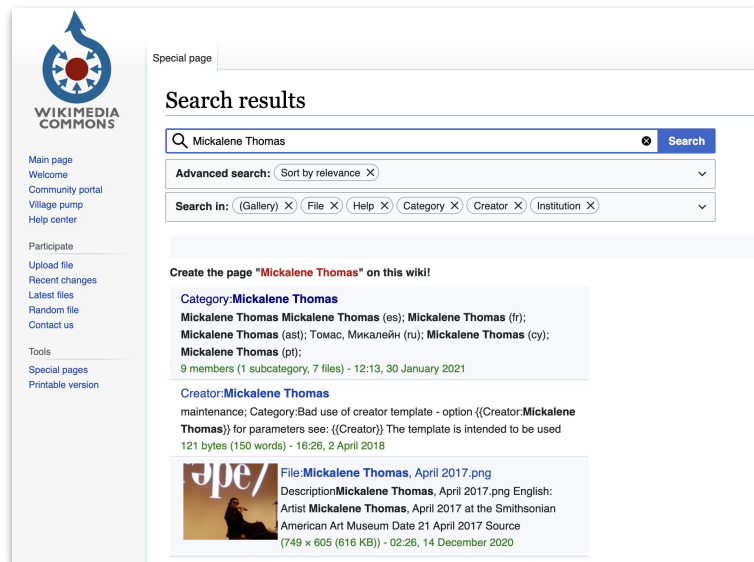 WIKIMEDIA
COMMONS
Main page
Welcome
Community portal
Village pump
Help center
Participate
Upload file
Recent changes
Latest files
Random file
Contact us
Tools
Special pages
Printable version
Special page
Search results
Mickalene Thomas
Search
Advanced search: Sort by relevance
Search in: (Gallery) File Help Category Creator Institution
Create the page "Mickalene Thomas" on this wiki!
Category:Mickalene Thomas
Mickalene Thomas Mickalene Thomas (es); Mickalene Thomas (fr);
Mickalene Thomas (ast); Томас, Микалейн (ru); Mickalene Thomas (cy);
Mickalene Thomas (pt);
9 members (1 subcategory, 7 files) - 12:13, 30 January 2021
Creator:Mickalene Thomas
maintenance; Category:Bad use of creator template - option {{Creator:Mickalene
Thomas}} for parameters see: {{Creator}} The template is intended to be used
121 bytes (150 words) - 16:26, 2 April 2018
File:Mickalene Thomas, April 2017.png
DescriptionMickalene Thomas, April 2017.png English:
Artist Mickalene Thomas, April 2017 at the Smithsonian
American Art Museum Date 21 April 2017 Source
(749 × 605 (616 KB)) - 02:26, 14 December 2020